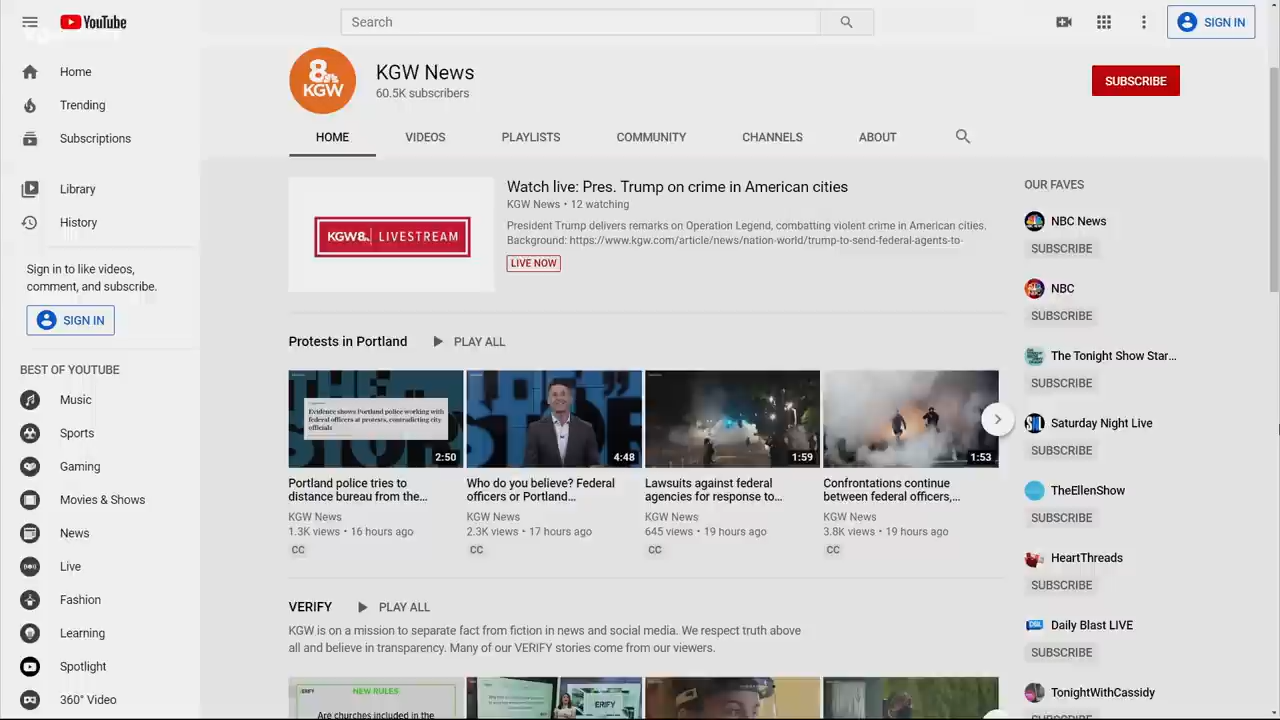 YouTube
Search
SIGN IN
Home
Trending
Subscriptions
Library
History
Sign in to like videos,
comment, and subscribe.
SIGN IN
BEST OF YOUTUBE
Music
Sports
Gaming
Movies & Shows
News
Live
Fashion
Learning
Spotlight
360° Video
8
KGW
KGW News
60.5K subscribers
SUBSCRIBE
HOME
VIDEOS
PLAYLISTS
COMMUNITY
CHANNELS
ABOUT
KGW8 LIVESTREAM
Watch live: Pres. Trump on crime in American cities
KGW News • 12 watching
President Trump delivers remarks on Operation Legend, combatting violent crime in American cities.
Background: https://www.kgw.com/article/news/nation-world/trump-to-send-federal-agents-to-
LIVE NOW
Protests in Portland
PLAY ALL
Evidence shows Portland police working with
federal officers at protests, contradicting city
officials
2:50
Portland police tries to
distance bureau from the...
KGW News
1.3K views • 16 hours ago
CC
4:48
Who do you believe? Federal
officers or Portland...
KGW News
2.3K views • 17 hours ago
CC
1:59
Lawsuits against federal
agencies for response to...
KGW News
645 views • 19 hours ago
CC
1:53
Confrontations continue
between federal officers,...
KGW News
3.8K views • 19 hours ago
CC
VERIFY
PLAY ALL
KGW is on a mission to separate fact from fiction in news and social media. We respect truth above
all and believe in transparency. Many of our VERIFY stories come from our viewers.
NEW RULES
Are churches included in the
ERIFY
OUR FAVES
NBC News
SUBSCRIBE
NBC
SUBSCRIBE
The Tonight Show Star...
SUBSCRIBE
Saturday Night Live
SUBSCRIBE
TheEllenShow
SUBSCRIBE
HeartThreads
SUBSCRIBE
Daily Blast LIVE
SUBSCRIBE
TonightWithCassidy
SUBSCRIBE